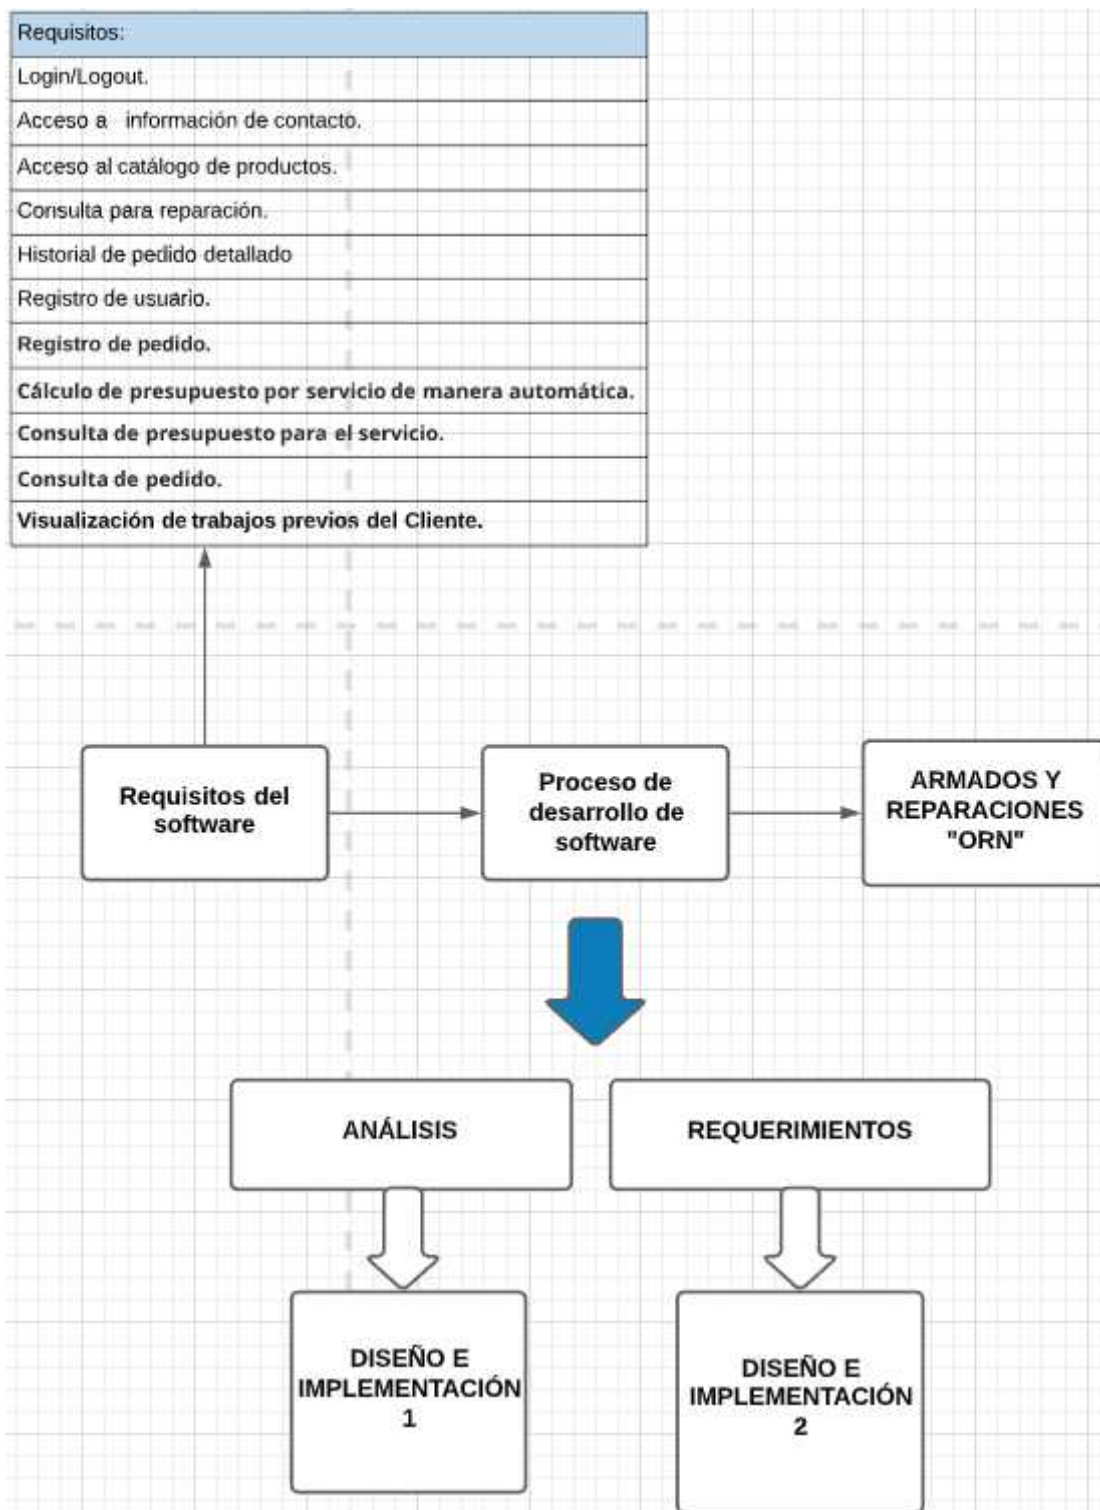 Requisitos:
Login/Logout.
Acceso a información de contacto.
Acceso al catálogo de productos.
Consulta para reparación.
Historial de pedido detallado
Registro de usuario.
Registro de pedido.
Cálculo de presupuesto por servicio de manera automática.
Consulta de presupuesto para el servicio.
Consulta de pedido.
Visualización de trabajos previos del Cliente.
Requisitos del
software
Proceso de
desarrollo de
software
ARMADOS Y
REPARACIONES
"ORN"
ANÁLISIS
REQUERIMIENTOS
DISEÑO E
IMPLEMENTACIÓN
1
DISEÑO E
IMPLEMENTACIÓN
2